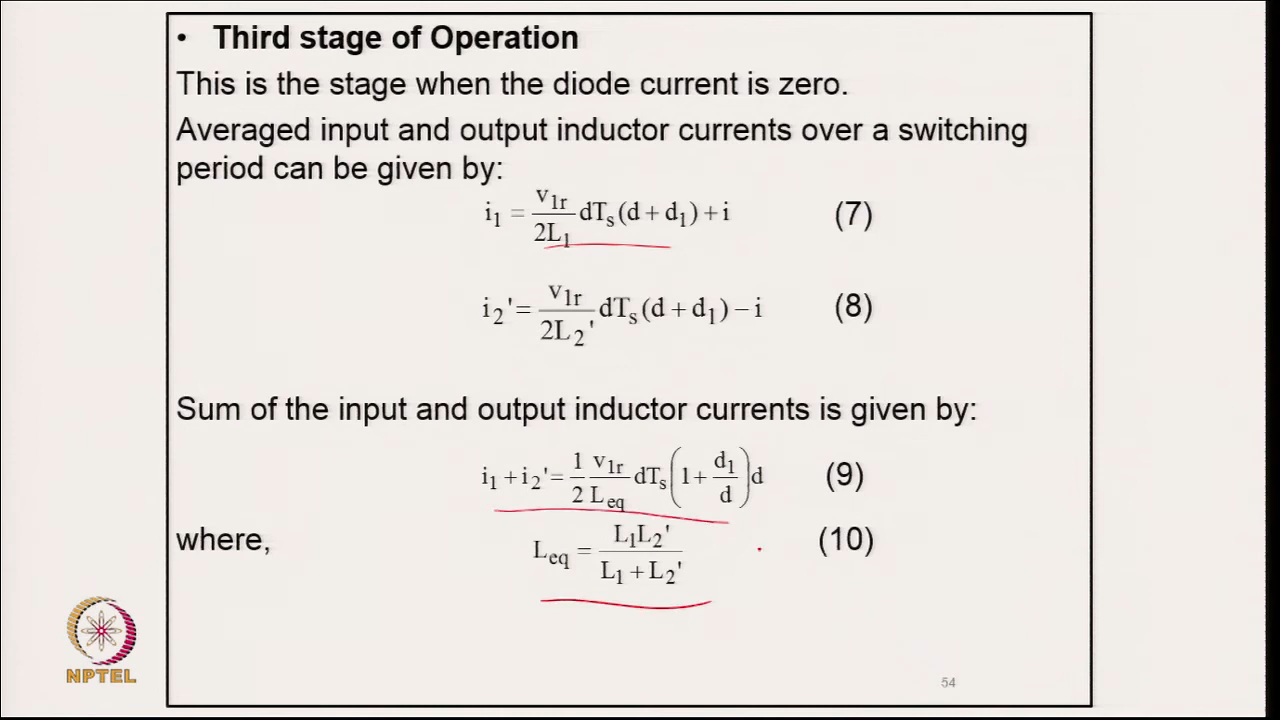 • Third stage of Operation
This is the stage when the diode current is zero.
Averaged input and output inductor currents over a switching
period can be given by:
i₁ = v₁ᵣ/2L₁ dTₛ(d + d₁) + i (7)
i₂' = v₁ᵣ/2L₂' dTₛ(d + d₁) − i (8)
Sum of the input and output inductor currents is given by:
i₁ + i₂' = 1/2 v₁ᵣ/L_eq dTₛ(1 + d₁/d)d (9)
where, L_eq = L₁L₂'/(L₁ + L₂') (10)
NPTEL
54